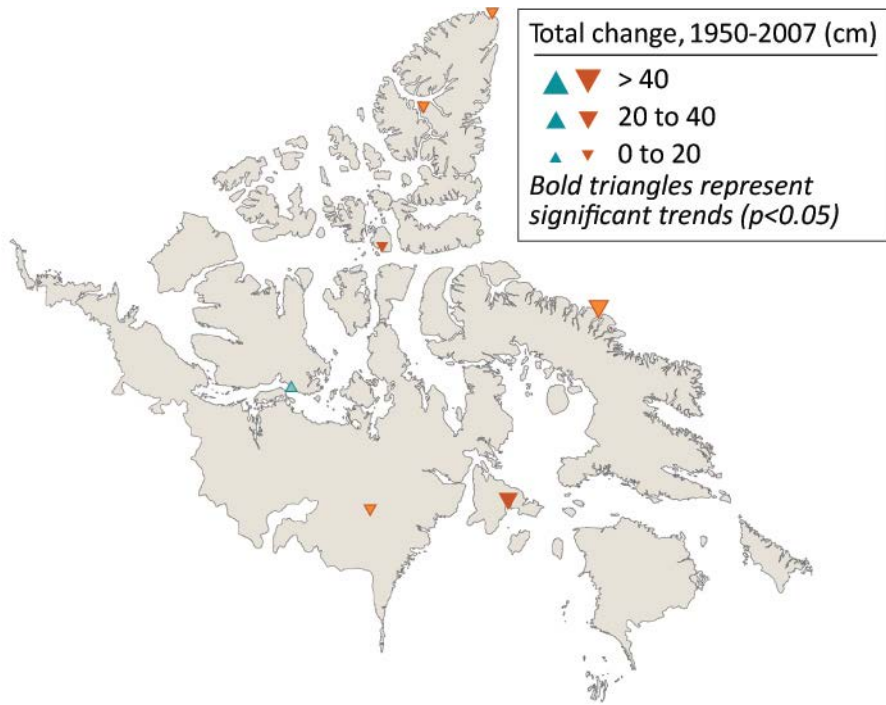 Total change, 1950-2007 (cm)
> 40
20 to 40
0 to 20
Bold triangles represent
significant trends (p<0.05)